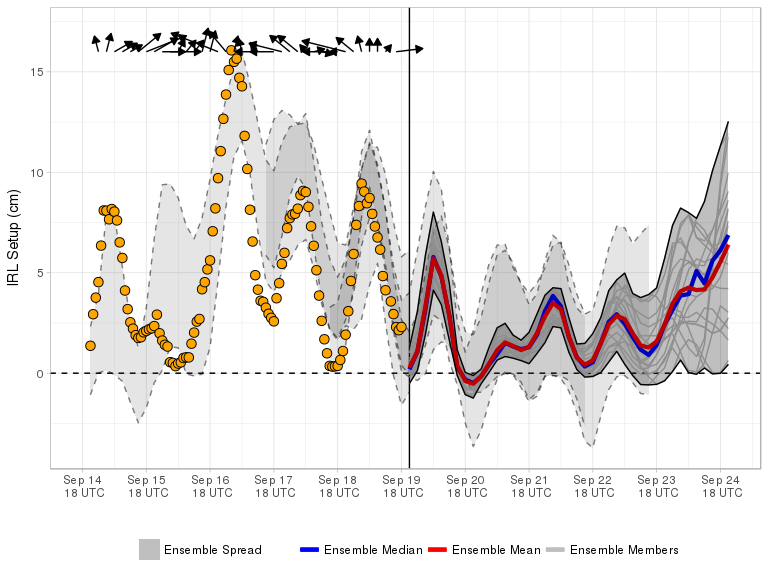 IRL Setup (cm)
15
10
5
0
Sep 14 Sep 15 Sep 16 Sep 17 Sep 18 Sep 19 Sep 20 Sep 21 Sep 22 Sep 23 Sep 24
18 UTC 18 UTC 18 UTC 18 UTC 18 UTC 18 UTC 18 UTC 18 UTC 18 UTC 18 UTC 18 UTC
Ensemble Spread Ensemble Median Ensemble Mean Ensemble Members